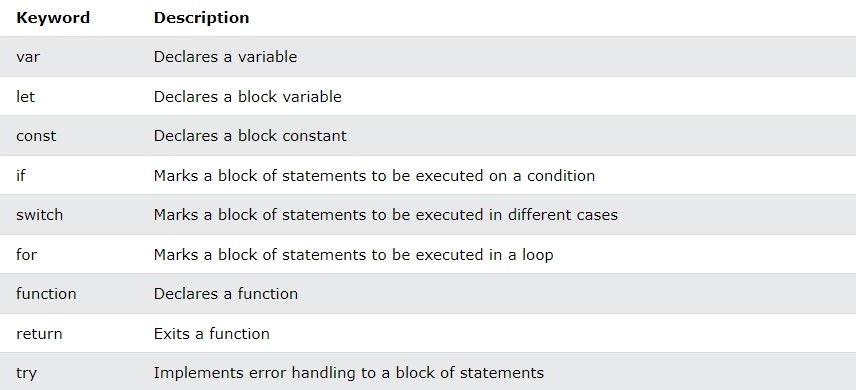 Keyword Description
var Declares a variable
let Declares a block variable
const Declares a block constant
if Marks a block of statements to be executed on a condition
switch Marks a block of statements to be executed in different cases
for Marks a block of statements to be executed in a loop
function Declares a function
return Exits a function
try Implements error handling to a block of statements